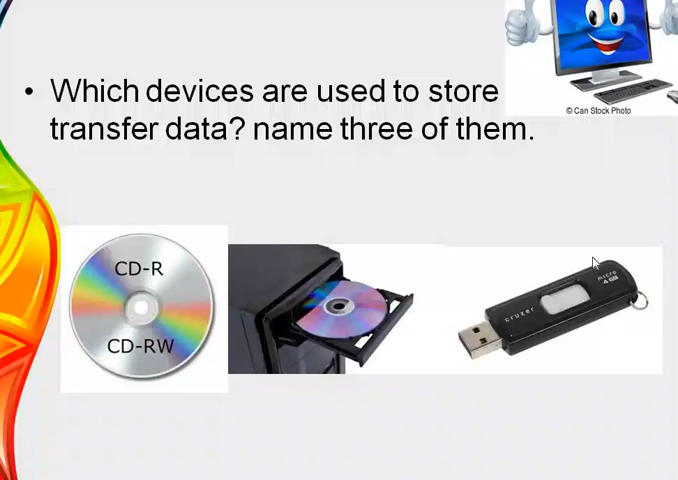 © Can Stock Photo
• Which devices are used to store
transfer data? name three of them.
CD-R
CD-RW
cruzer
micro
4 GB